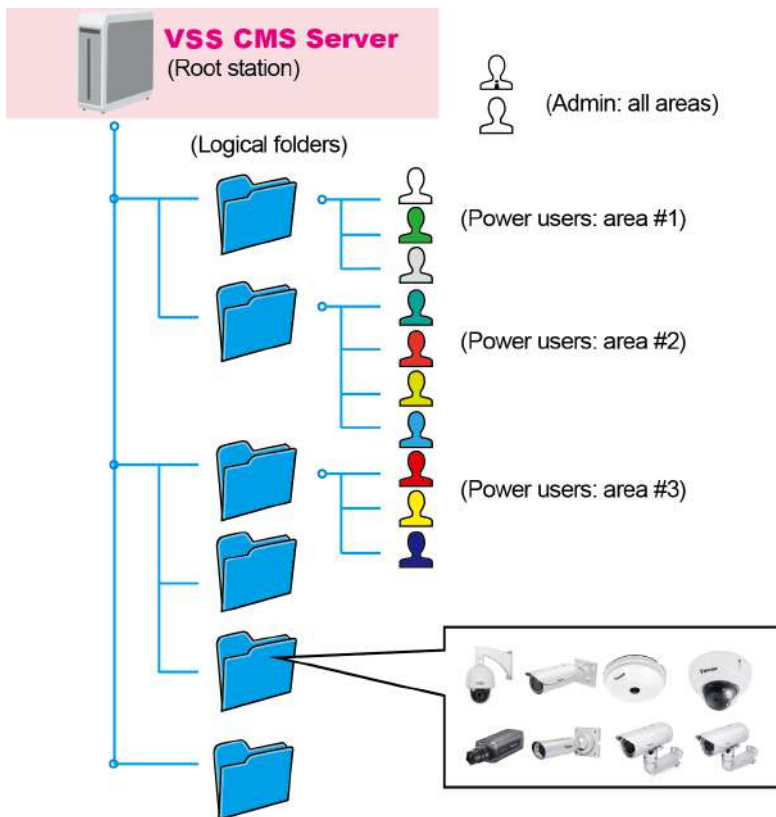 VSS CMS Server
(Root station)
(Admin: all areas)
(Logical folders)
(Power users: area #1)
(Power users: area #2)
(Power users: area #3)